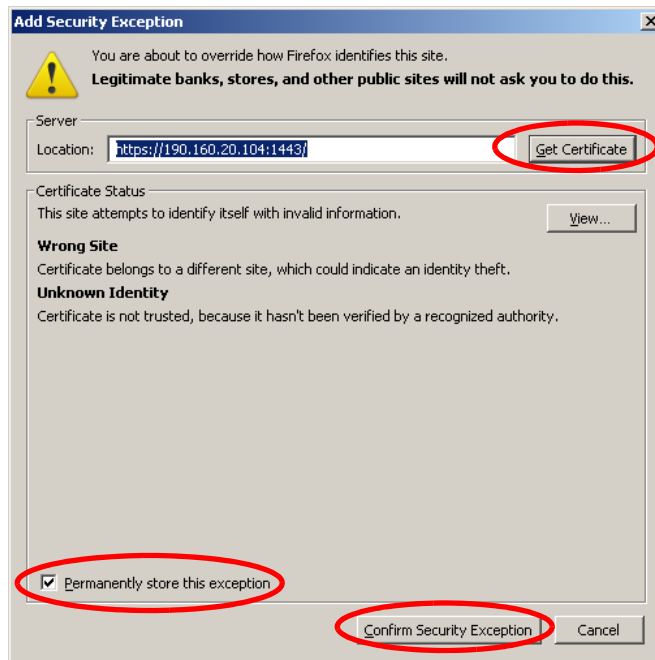 Add Security Exception
You are about to override how Firefox identifies this site.
Legitimate banks, stores, and other public sites will not ask you to do this.
Server
Location: https://190.160.20.104:1443/ Get Certificate
Certificate Status
This site attempts to identify itself with invalid information.
View...
Wrong Site
Certificate belongs to a different site, which could indicate an identity theft.
Unknown Identity
Certificate is not trusted, because it hasn't been verified by a recognized authority.
Permanently store this exception
Confirm Security Exception Cancel